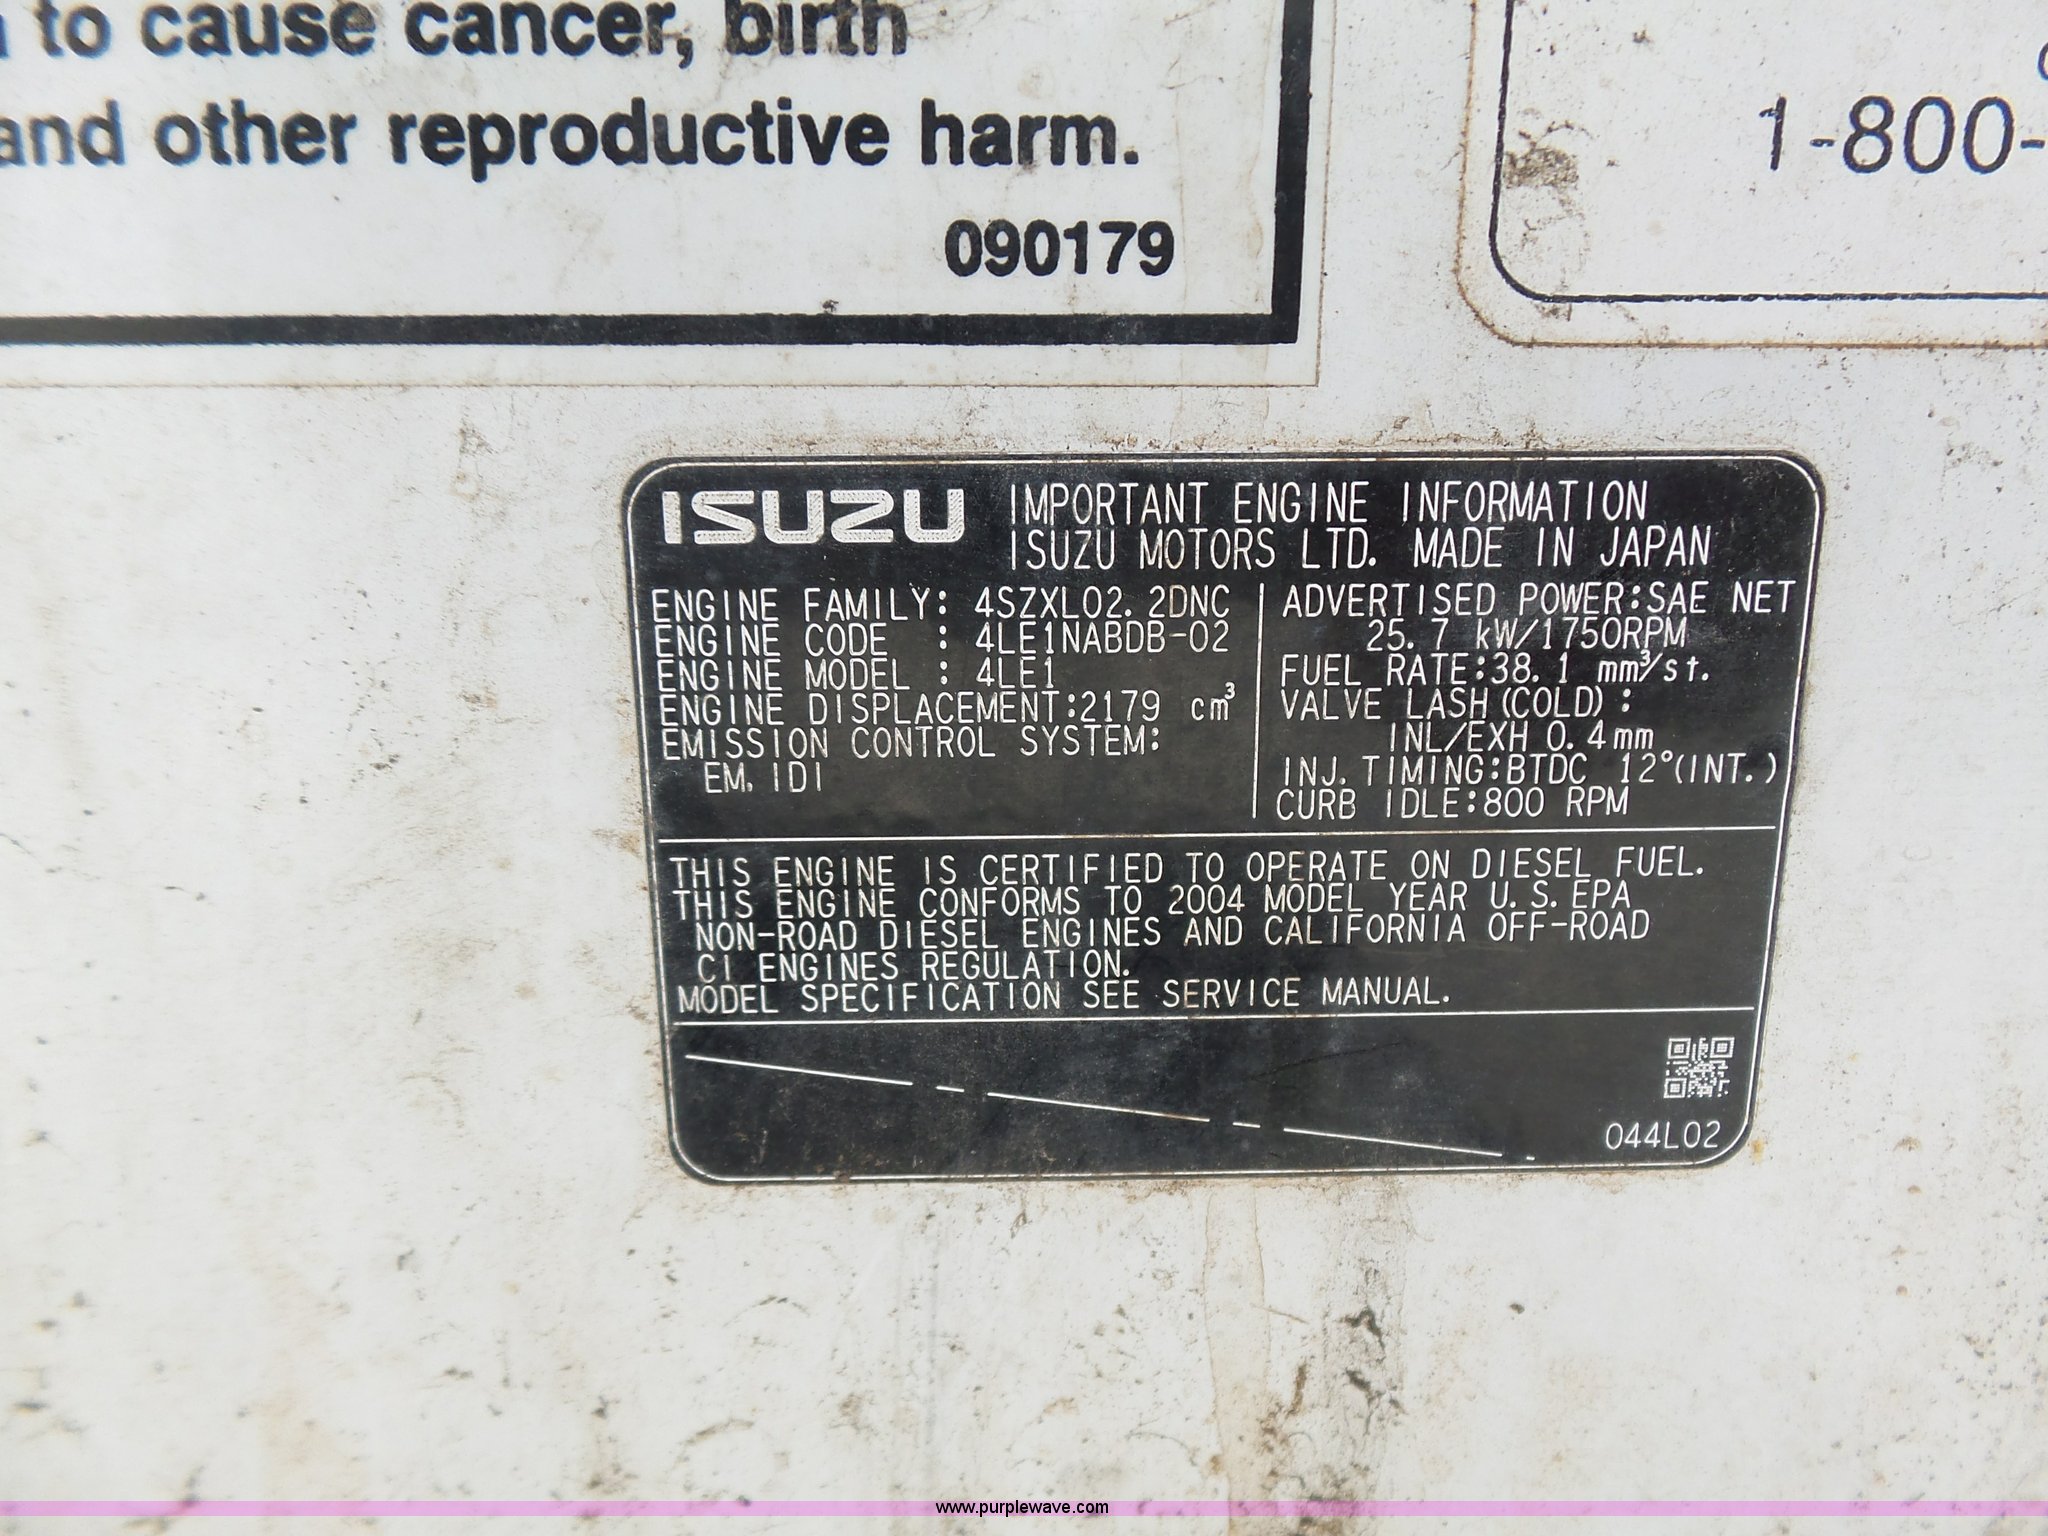 to cause cancer, birth
and other reproductive harm.
090179
1-800-
ISUZU IMPORTANT ENGINE INFORMATION
ISUZU MOTORS LTD. MADE IN JAPAN
ENGINE FAMILY: 4SZXL02.2DNC
ENGINE CODE : 4LE1NABDB-02
ENGINE MODEL : 4LE1
ENGINE DISPLACEMENT:2179 cm³
EMISSION CONTROL SYSTEM:
EM, IDI
ADVERTISED POWER:SAE NET
25.7 kW/1750RPM
FUEL RATE:38.1 mm³/st.
VALVE LASH(COLD):
INL/EXH 0.4mm
INJ. TIMING:BTDC 12°(INT.)
CURB IDLE:800 RPM
THIS ENGINE IS CERTIFIED TO OPERATE ON DIESEL FUEL.
THIS ENGINE CONFORMS TO 2004 MODEL YEAR U.S.EPA
NON-ROAD DIESEL ENGINES AND CALIFORNIA OFF-ROAD
CI ENGINES REGULATION.
MODEL SPECIFICATION SEE SERVICE MANUAL.
044L02
www.purplewave.com